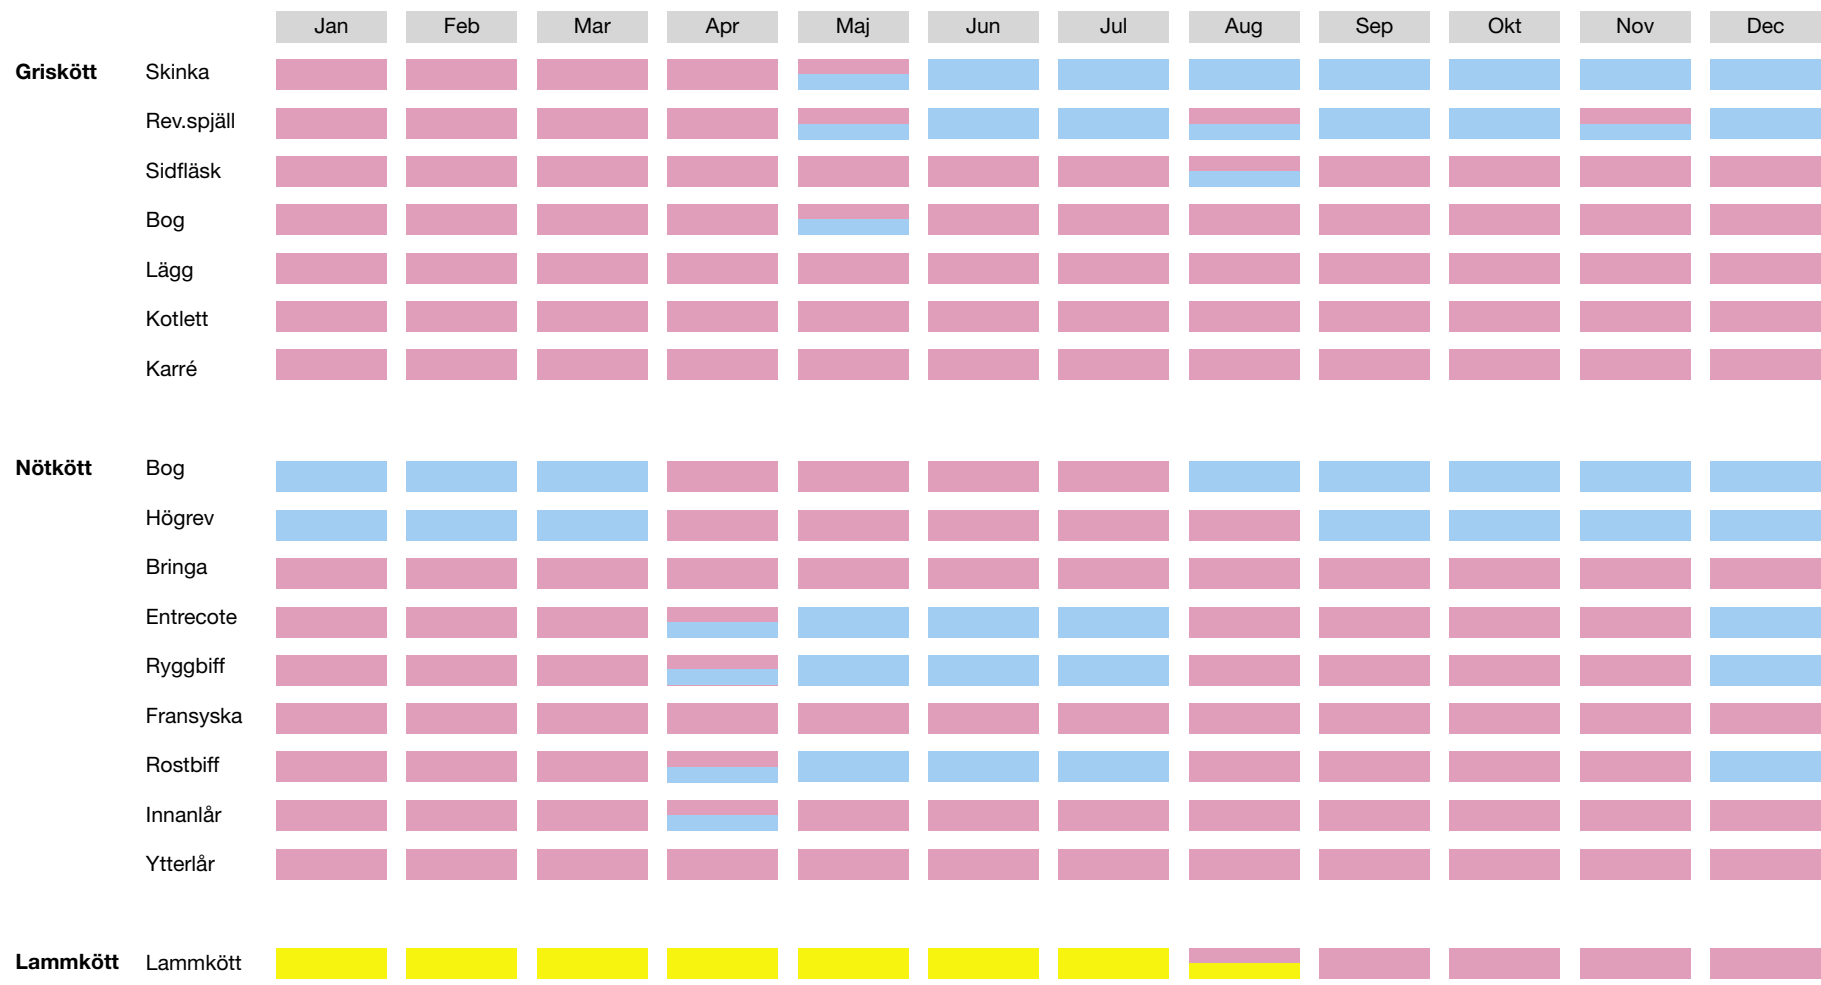 Jan Feb Mar Apr Maj Jun Jul Aug Sep Okt Nov Dec
Griskött Skinka
Rev.spjäll
Sidfläsk
Bog
Lägg
Kotlett
Karré
Nötkött Bog
Högrev
Bringa
Entrecote
Ryggbiff
Fransyska
Rostbiff
Innanlår
Ytterlår
Lammkött Lammkött